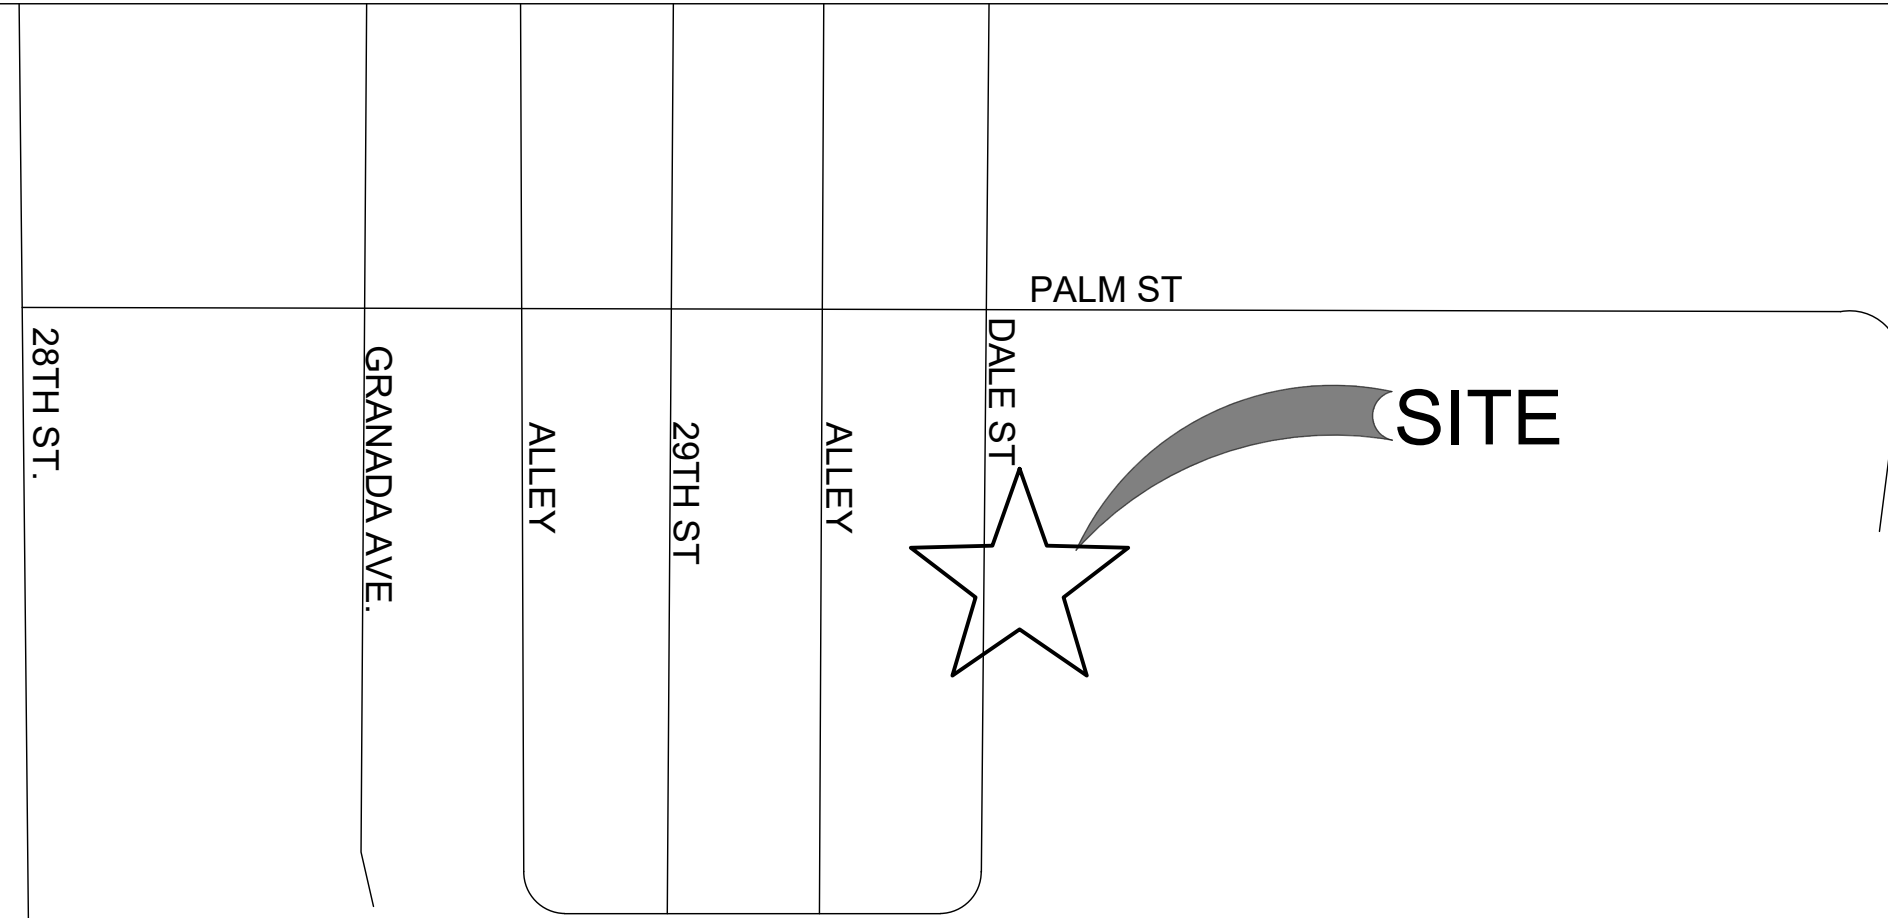 PALM ST
28TH ST.
GRANADA AVE.
ALLEY
29TH ST
ALLEY
DALE ST
SITE